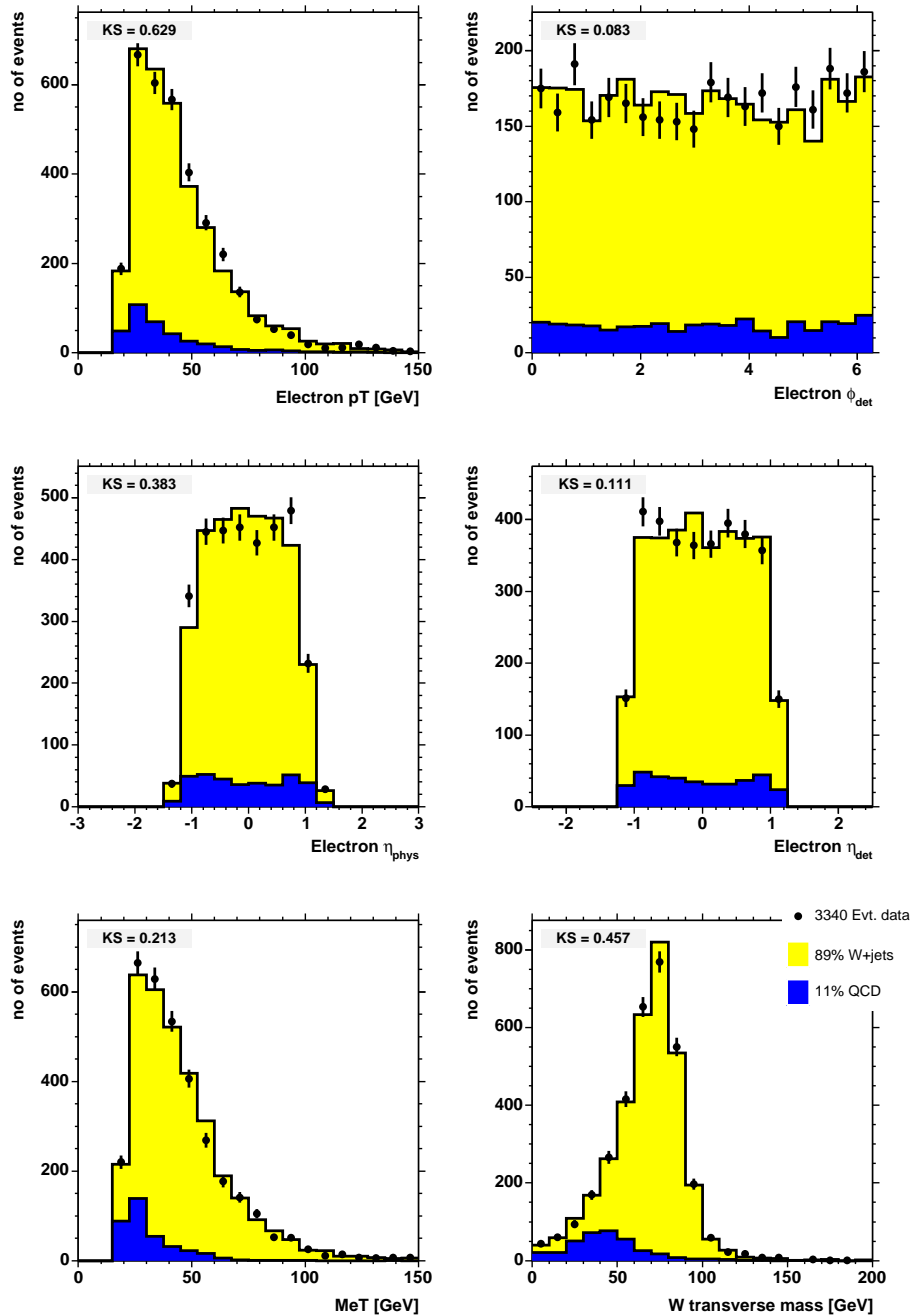 KS = 0.629
no of events
600
400
200
0
0 50 100 150
Electron pT [GeV]
KS = 0.083
no of events
200
150
100
50
0
0 2 4 6
Electron ϕdet
KS = 0.383
no of events
500
400
300
200
100
0
-3 -2 -1 0 1 2 3
Electron ηphys
KS = 0.111
no of events
400
300
200
100
0
-2 -1 0 1 2
Electron ηdet
KS = 0.213
no of events
600
400
200
0
0 50 100 150
MeT [GeV]
KS = 0.457
no of events
800
600
400
200
0
0 50 100 150 200
W transverse mass [GeV]
3340 Evt. data
89% W+jets
11% QCD